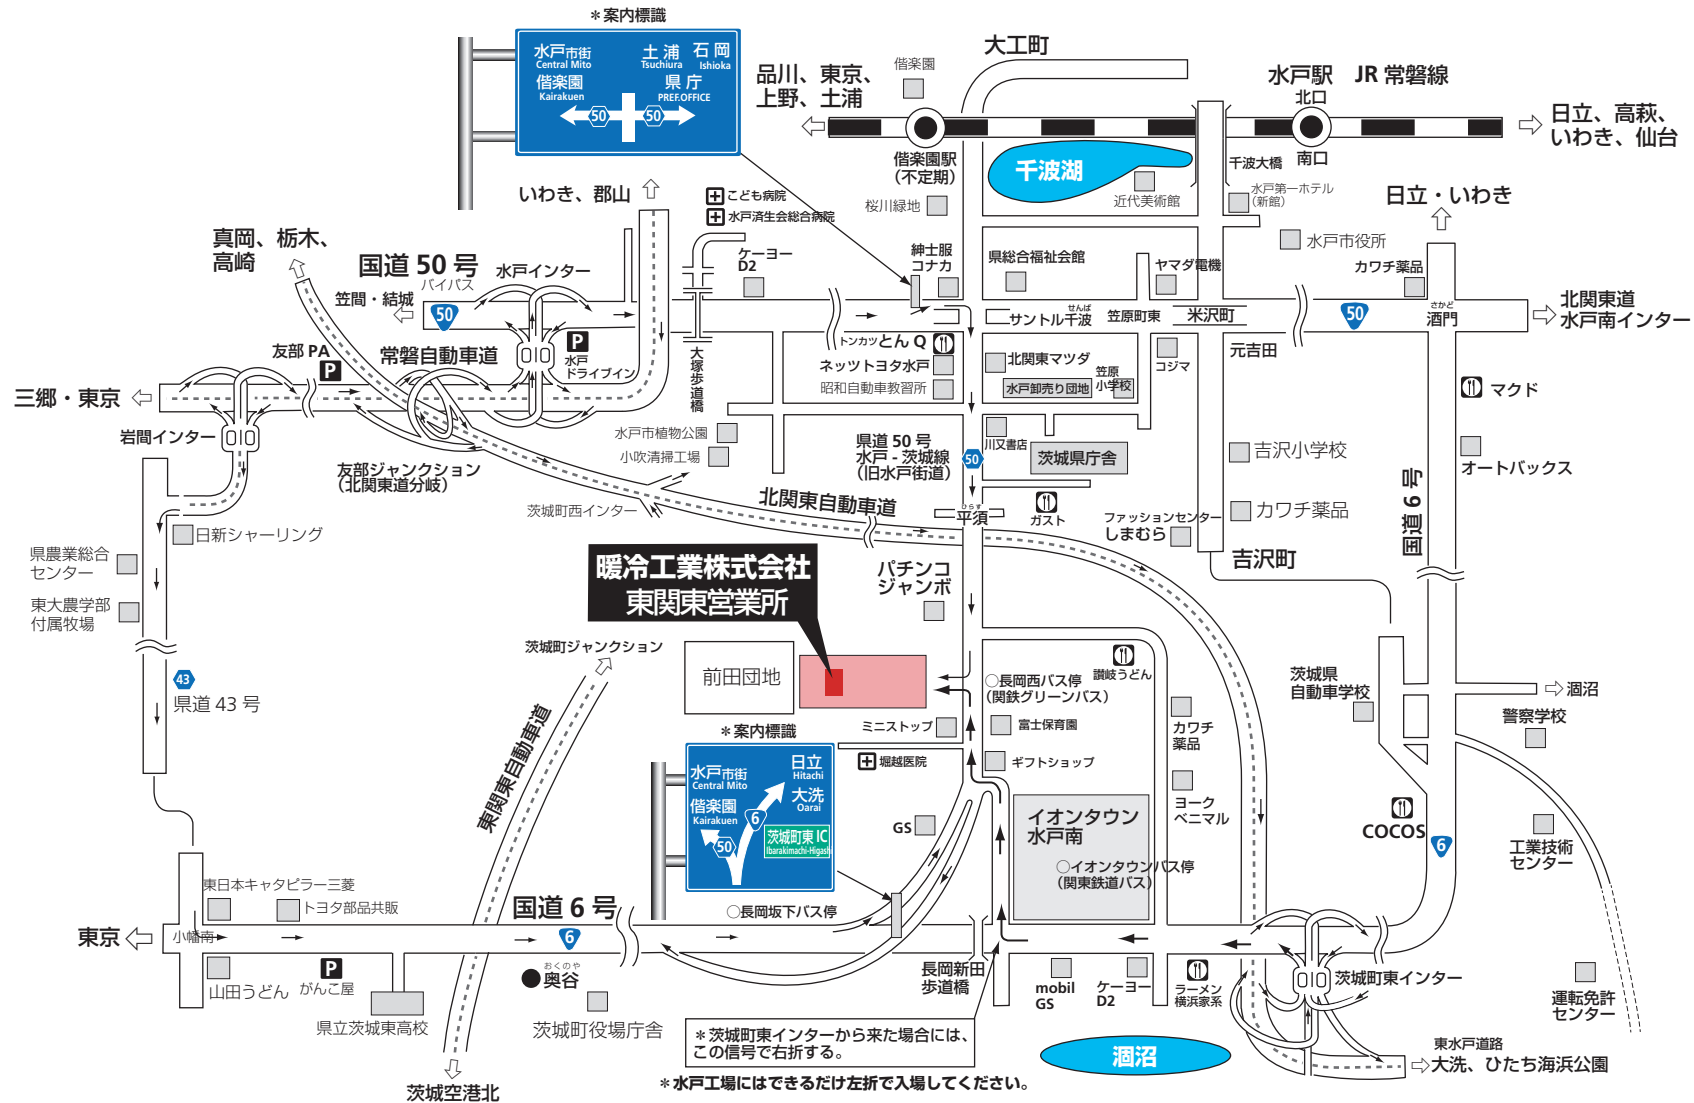 ＊案内標識
水戸市街
Central Mito
偕楽園
Kairakuen
土浦
Tsuchiura
石岡
Ishioka
県庁
PREF.OFFICE
50
50
大工町
品川、東京、
上野、土浦
偕楽園
水戸駅
JR 常磐線
北口
南口
日立、高萩、
いわき、仙台
偕楽園駅
(不定期)
千波湖
千波大橋
近代美術館
水戸第一ホテル
(新館)
桜川緑地
日立・いわき
いわき、郡山
こども病院
水戸済生会総合病院
真岡、栃木、
高崎
国道 50 号
バイパス
水戸インター
笠間・結城
50
ケーヨー
D2
紳士服
コナカ
県総合福祉会館
ヤマダ電機
水戸市役所
カワチ薬品
せんば
サントル千波
笠原町東
米沢町
50
さかど
酒門
北関東道
水戸南インター
元吉田
友部 PA
P
常磐自動車道
P
水戸
ドライブイン
大塚歩道橋
トンカツとん Q
ネッツトヨタ水戸
昭和自動車教習所
北関東マツダ
水戸卸売り団地
笠原
小学校
コジマ
マクド
三郷・東京
岩間インター
水戸市植物公園
小吹清掃工場
県道 50 号
水戸 - 茨城線
(旧水戸街道)
50
川又書店
茨城県庁舎
吉沢小学校
オートバックス
友部ジャンクション
(北関東道分岐)
茨城町西インター
北関東自動車道
ひらす
平須
ガスト
ファッションセンター
しまむら
カワチ薬品
国道 6 号
吉沢町
日新シャーリング
県農業総合
センター
東大農学部
付属牧場
43
県道 43 号
暖冷工業株式会社
東関東営業所
パチンコ
ジャンボ
茨城町ジャンクション
前田団地
○長岡西バス停
(関鉄グリーンバス)
讃岐うどん
茨城県
自動車学校
涸沼
警察学校
ミニストップ
富士保育園
カワチ
薬品
＊案内標識
水戸市街
Central Mito
偕楽園
Kairakuen
日立
Hitachi
大洗
Oarai
6
50
茨城町東 IC
Ibarakimachi-Higashi
堀越医院
ギフトショップ
ヨーク
ベニマル
東関東自動車道
GS
イオンタウン
水戸南
○イオンタウンバス停
(関東鉄道バス)
COCOS
6
工業技術
センター
東日本キャタピラー三菱
トヨタ部品共販
国道 6 号
○長岡坂下バス停
東京
小幡南
6
山田うどん
P
がんこ屋
県立茨城東高校
おくのや
奥谷
茨城町役場庁舎
長岡新田
歩道橋
mobil
GS
ケーヨー
D2
ラーメン
横浜家系
茨城町東インター
運転免許
センター
＊茨城町東インターから来た場合には、
この信号で右折する。
涸沼
東水戸道路
大洗、ひたち海浜公園
茨城空港北
＊水戸工場にはできるだけ左折で入場してください。